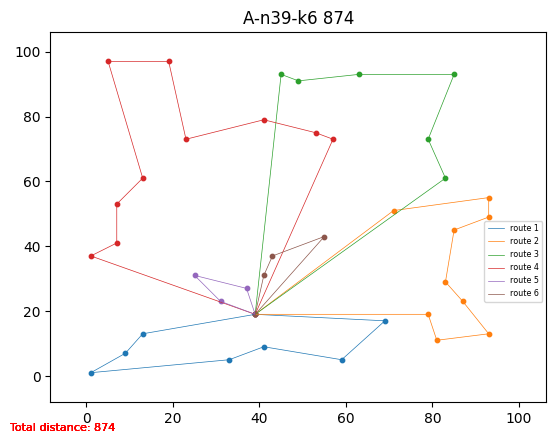 A-n39-k6 874
100
80
60
40
20
0
route 1
route 2
route 3
route 4
route 5
route 6
0 20 40 60 80 100
Total distance: 874